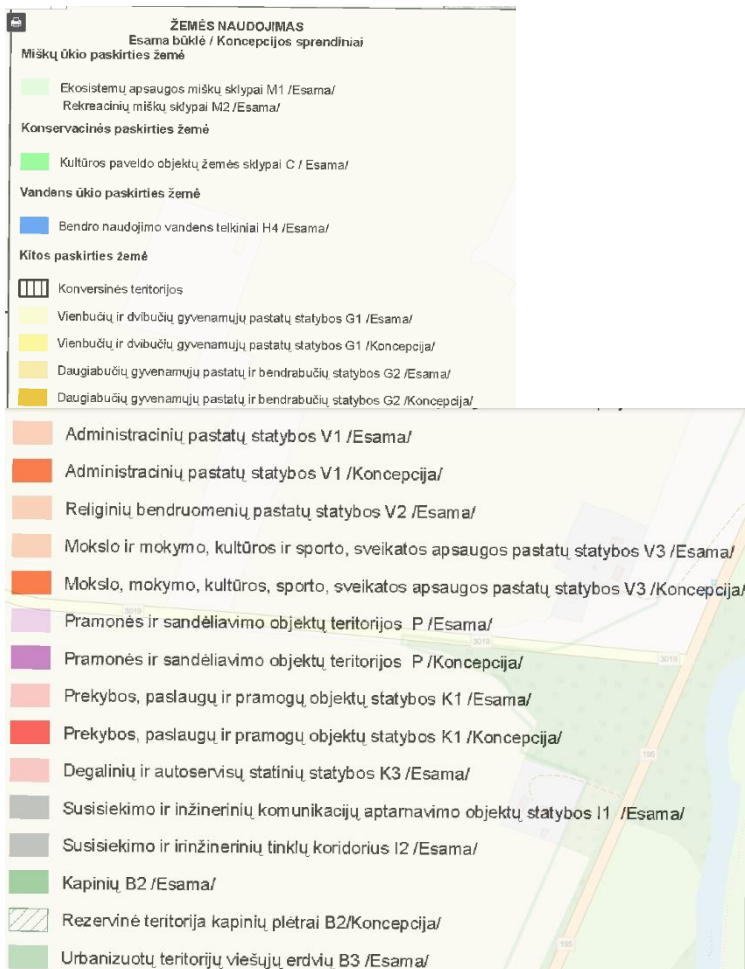 ŽEMĖS NAUDOJIMAS
Esama būklė / Koncepcijos sprendiniai
Miškų ūkio paskirties žemė
Ekosistemų apsaugos miškų sklypai M1 /Esama/
Rekreacinių miškų sklypai M2 /Esama/
Konservacinės paskirties žemė
Kultūros paveldo objektų žemės sklypai C / Esama/
Vandens ūkio paskirties žemė
Bendro naudojimo vandens telkiniai H4 /Esama/
Kitos paskirties žemė
Konversinės teritorijos
Vienbučių ir dvibučių gyvenamųjų pastatų statybos G1 /Esama/
Vienbučių ir dvibučių gyvenamųjų pastatų statybos G1 /Koncepcija/
Daugiabučių gyvenamųjų pastatų ir bendrabučių statybos G2 /Esama/
Daugiabučių gyvenamųjų pastatų ir bendrabučių statybos G2 /Koncepcija/
Administracinių pastatų statybos V1 /Esama/
Administracinių pastatų statybos V1 /Koncepcija/
Religinių bendruomenių pastatų statybos V2 /Esama/
Mokslo ir mokymo, kultūros ir sporto, sveikatos apsaugos pastatų statybos V3 /Esama/
Mokslo, mokymo, kultūros, sporto, sveikatos apsaugos pastatų statybos V3 /Koncepcija/
3019
Pramonės ir sandėliavimo objektų teritorijos P /Esama/
3019
3019
Pramonės ir sandėliavimo objektų teritorijos P /Koncepcija/
Prekybos, paslaugų ir pramogų objektų statybos K1 /Esama/
Prekybos, paslaugų ir pramogų objektų statybos K1 /Koncepcija/
195
Degalinių ir autoservisų statinių statybos K3 /Esama/
Susisiekimo ir inžinerinių komunikacijų aptarnavimo objektų statybos I1 /Esama/
Susisiekimo ir irinžinerinių tinklų koridorius I2 /Esama/
Kapinių B2 /Esama/
Rezervinė teritorija kapinių plėtrai B2/Koncepcija/
195
Urbanizuotų teritorijų viešųjų erdvių B3 /Esama/